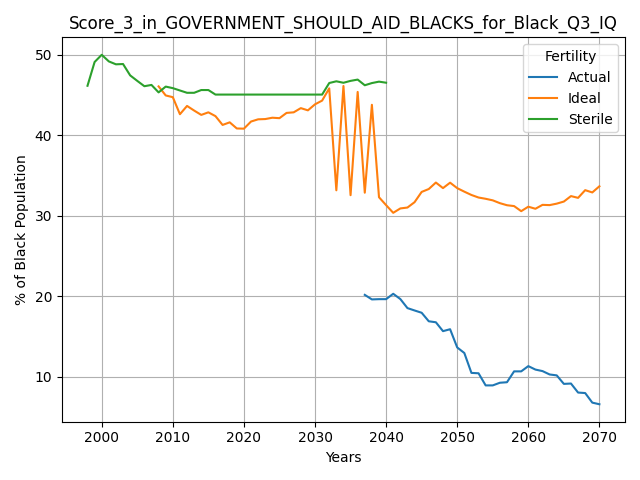 Score_3_in_GOVERNMENT_SHOULD_AID_BLACKS_for_Black_Q3_IQ
Fertility
Actual
Ideal
Sterile
% of Black Population
50
40
30
20
10
2000 2010 2020 2030 2040 2050 2060 2070
Years